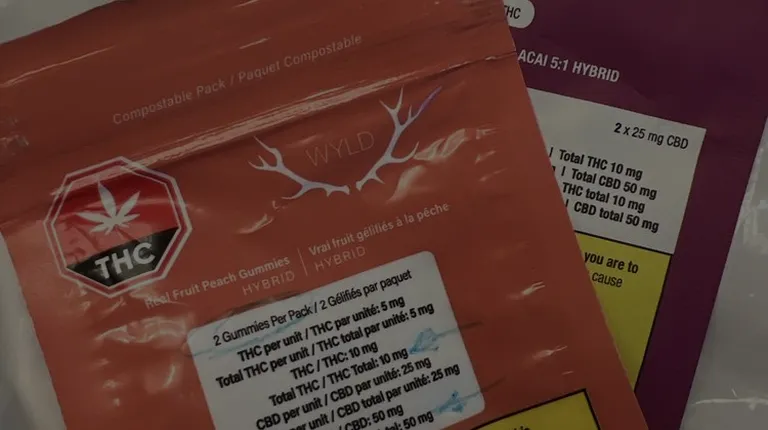 Compostable Pack / Paquet Compostable
WYLD
THC
Real Fruit Peach Gummies
HYBRID
Vrai fruit gélifiés à la pêche
HYBRID
2 Gummies Per Pack / 2 Gélifiés par paquet
THC per unit / THC par unité: 5 mg
Total THC per unit / THC total par unité: 5 mg
THC / THC: 10 mg
Total THC / THC Total: 10 mg
CBD per unit / CBD par unité: 25 mg
CBD per unit / CBD total par unité: 25 mg
CBD: 50 mg
total: 50 mg
THC
ACAI 5:1 HYBRID
2 x 25 mg CBD
Total THC 10 mg
Total CBD 50 mg
THC total 10 mg
CBD total 50 mg
you are to
cause